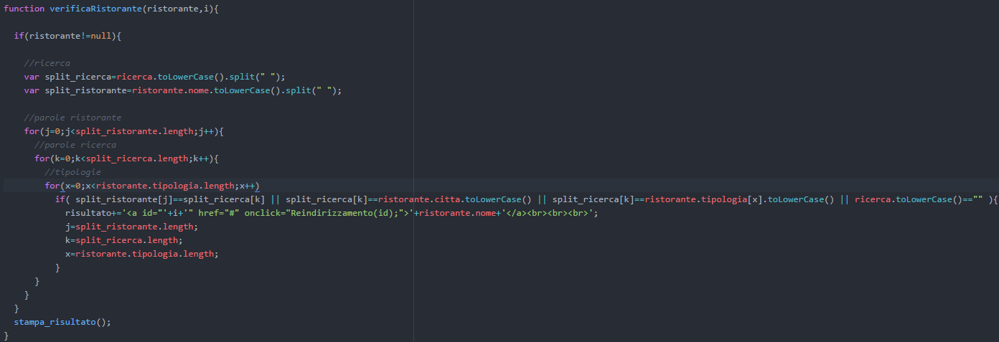 function verificaRistorante(ristorante,i){
if(ristorante!=null){
//ricerca
var split_ricerca=ricerca.toLowerCase().split(" ");
var split_ristorante=ristorante.nome.toLowerCase().split(" ");
//parole ristorante
for(j=0;j<split_ristorante.length;j++){
//parole ricerca
for(k=0;k<split_ricerca.length;k++){
//tipologie
for(x=0;x<ristorante.tipologia.length;x++)
if( split_ristorante[j]==split_ricerca[k] || split_ricerca[k]==ristorante.citta.toLowerCase() || split_ricerca[k]==ristorante.tipologia[x].toLowerCase() || ricerca.toLowerCase()=="" ){
risultato+='<a id="'+i+'" href="#" onclick="Reindirizzamento(id);">'+ristorante.nome+'</a><br><br><br>';
j=split_ristorante.length;
k=split_ricerca.length;
x=ristorante.tipologia.length;
}
}
}
}
stampa_risultato();
}